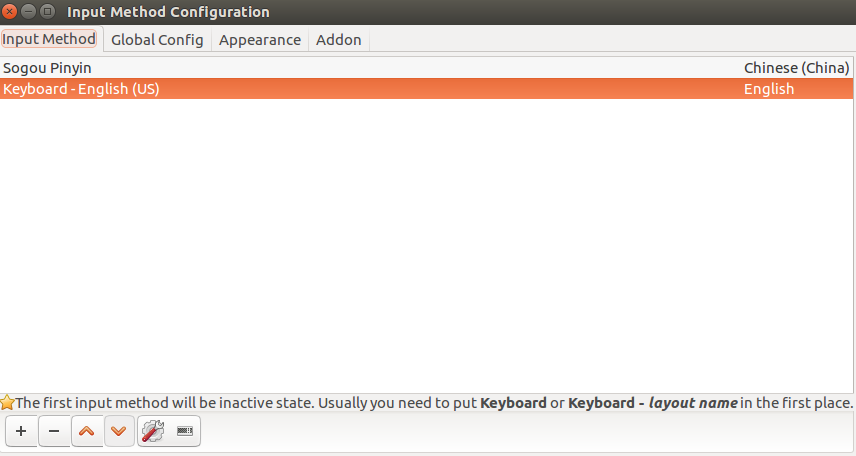 Input Method Configuration
Input Method Global Config Appearance Addon
Sogou Pinyin Chinese (China)
Keyboard - English (US) English
The first input method will be inactive state. Usually you need to put Keyboard or Keyboard - layout name in the first place.